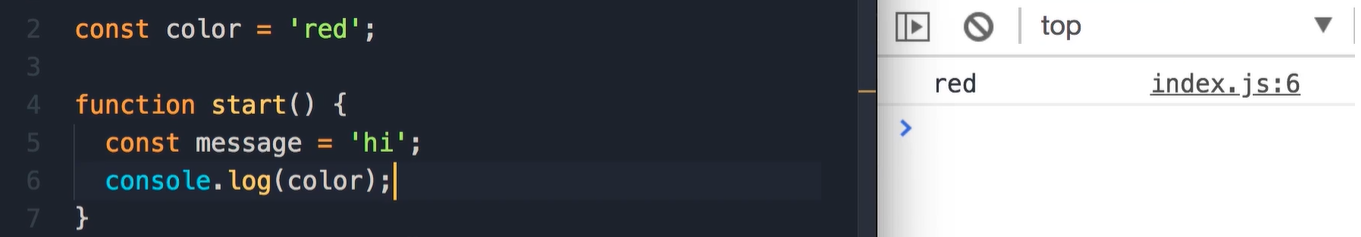 2 const color = 'red';
3
4 function start() {
5 const message = 'hi';
6 console.log(color);
7 }
top
red index.js:6